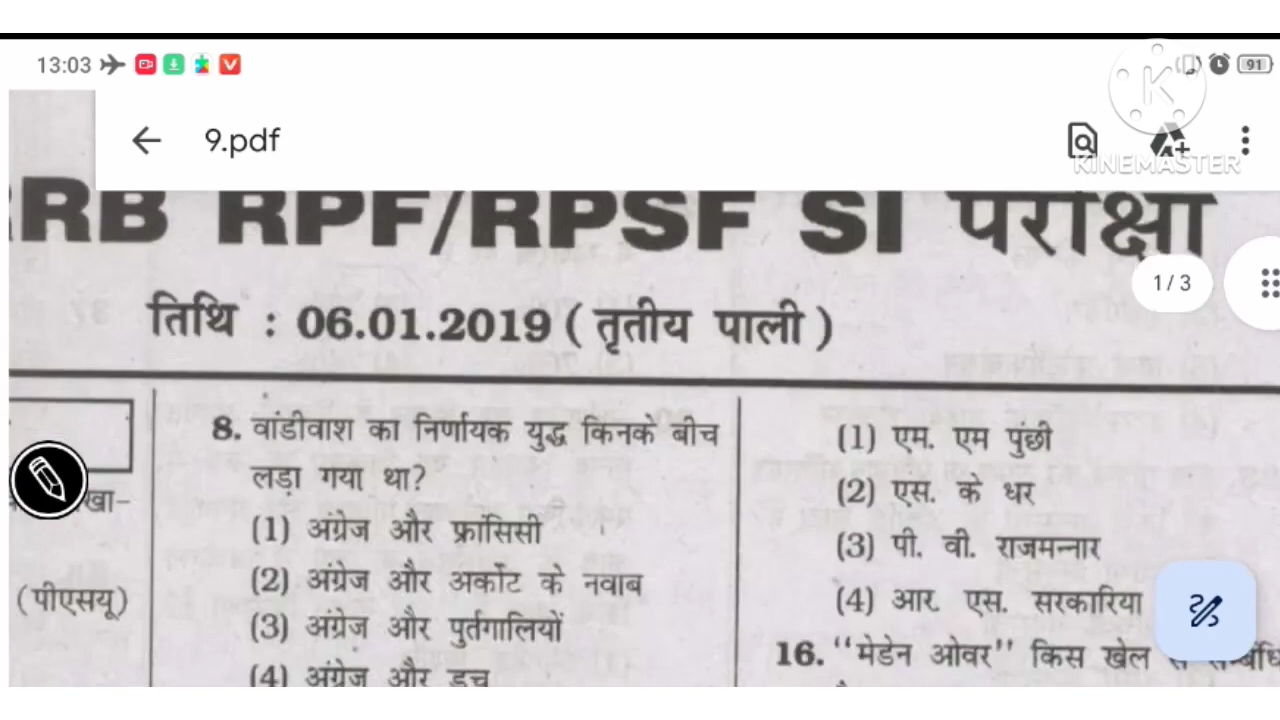 13:03
91
9.pdf
KINEMASTER
RB RPF/RPSF SI परीक्षा
1/3
तिथि : 06.01.2019 ( तृतीय पाली )
8. वांडीवाश का निर्णायक युद्ध किनके बीच
लड़ा गया था?
(1) अंग्रेज और फ्रांसिसी
(2) अंग्रेज और अर्काट के नवाब
(3) अंग्रेज और पुर्तगालियों
(4) अंग्रेज और डच
खा-
(पीएसयू)
(1) एम. एम पुंछी
(2) एस. के धर
(3) पी. वी. राजमन्नार
(4) आर. एस. सरकारिया
16. "मेडेन ओवर" किस खेल